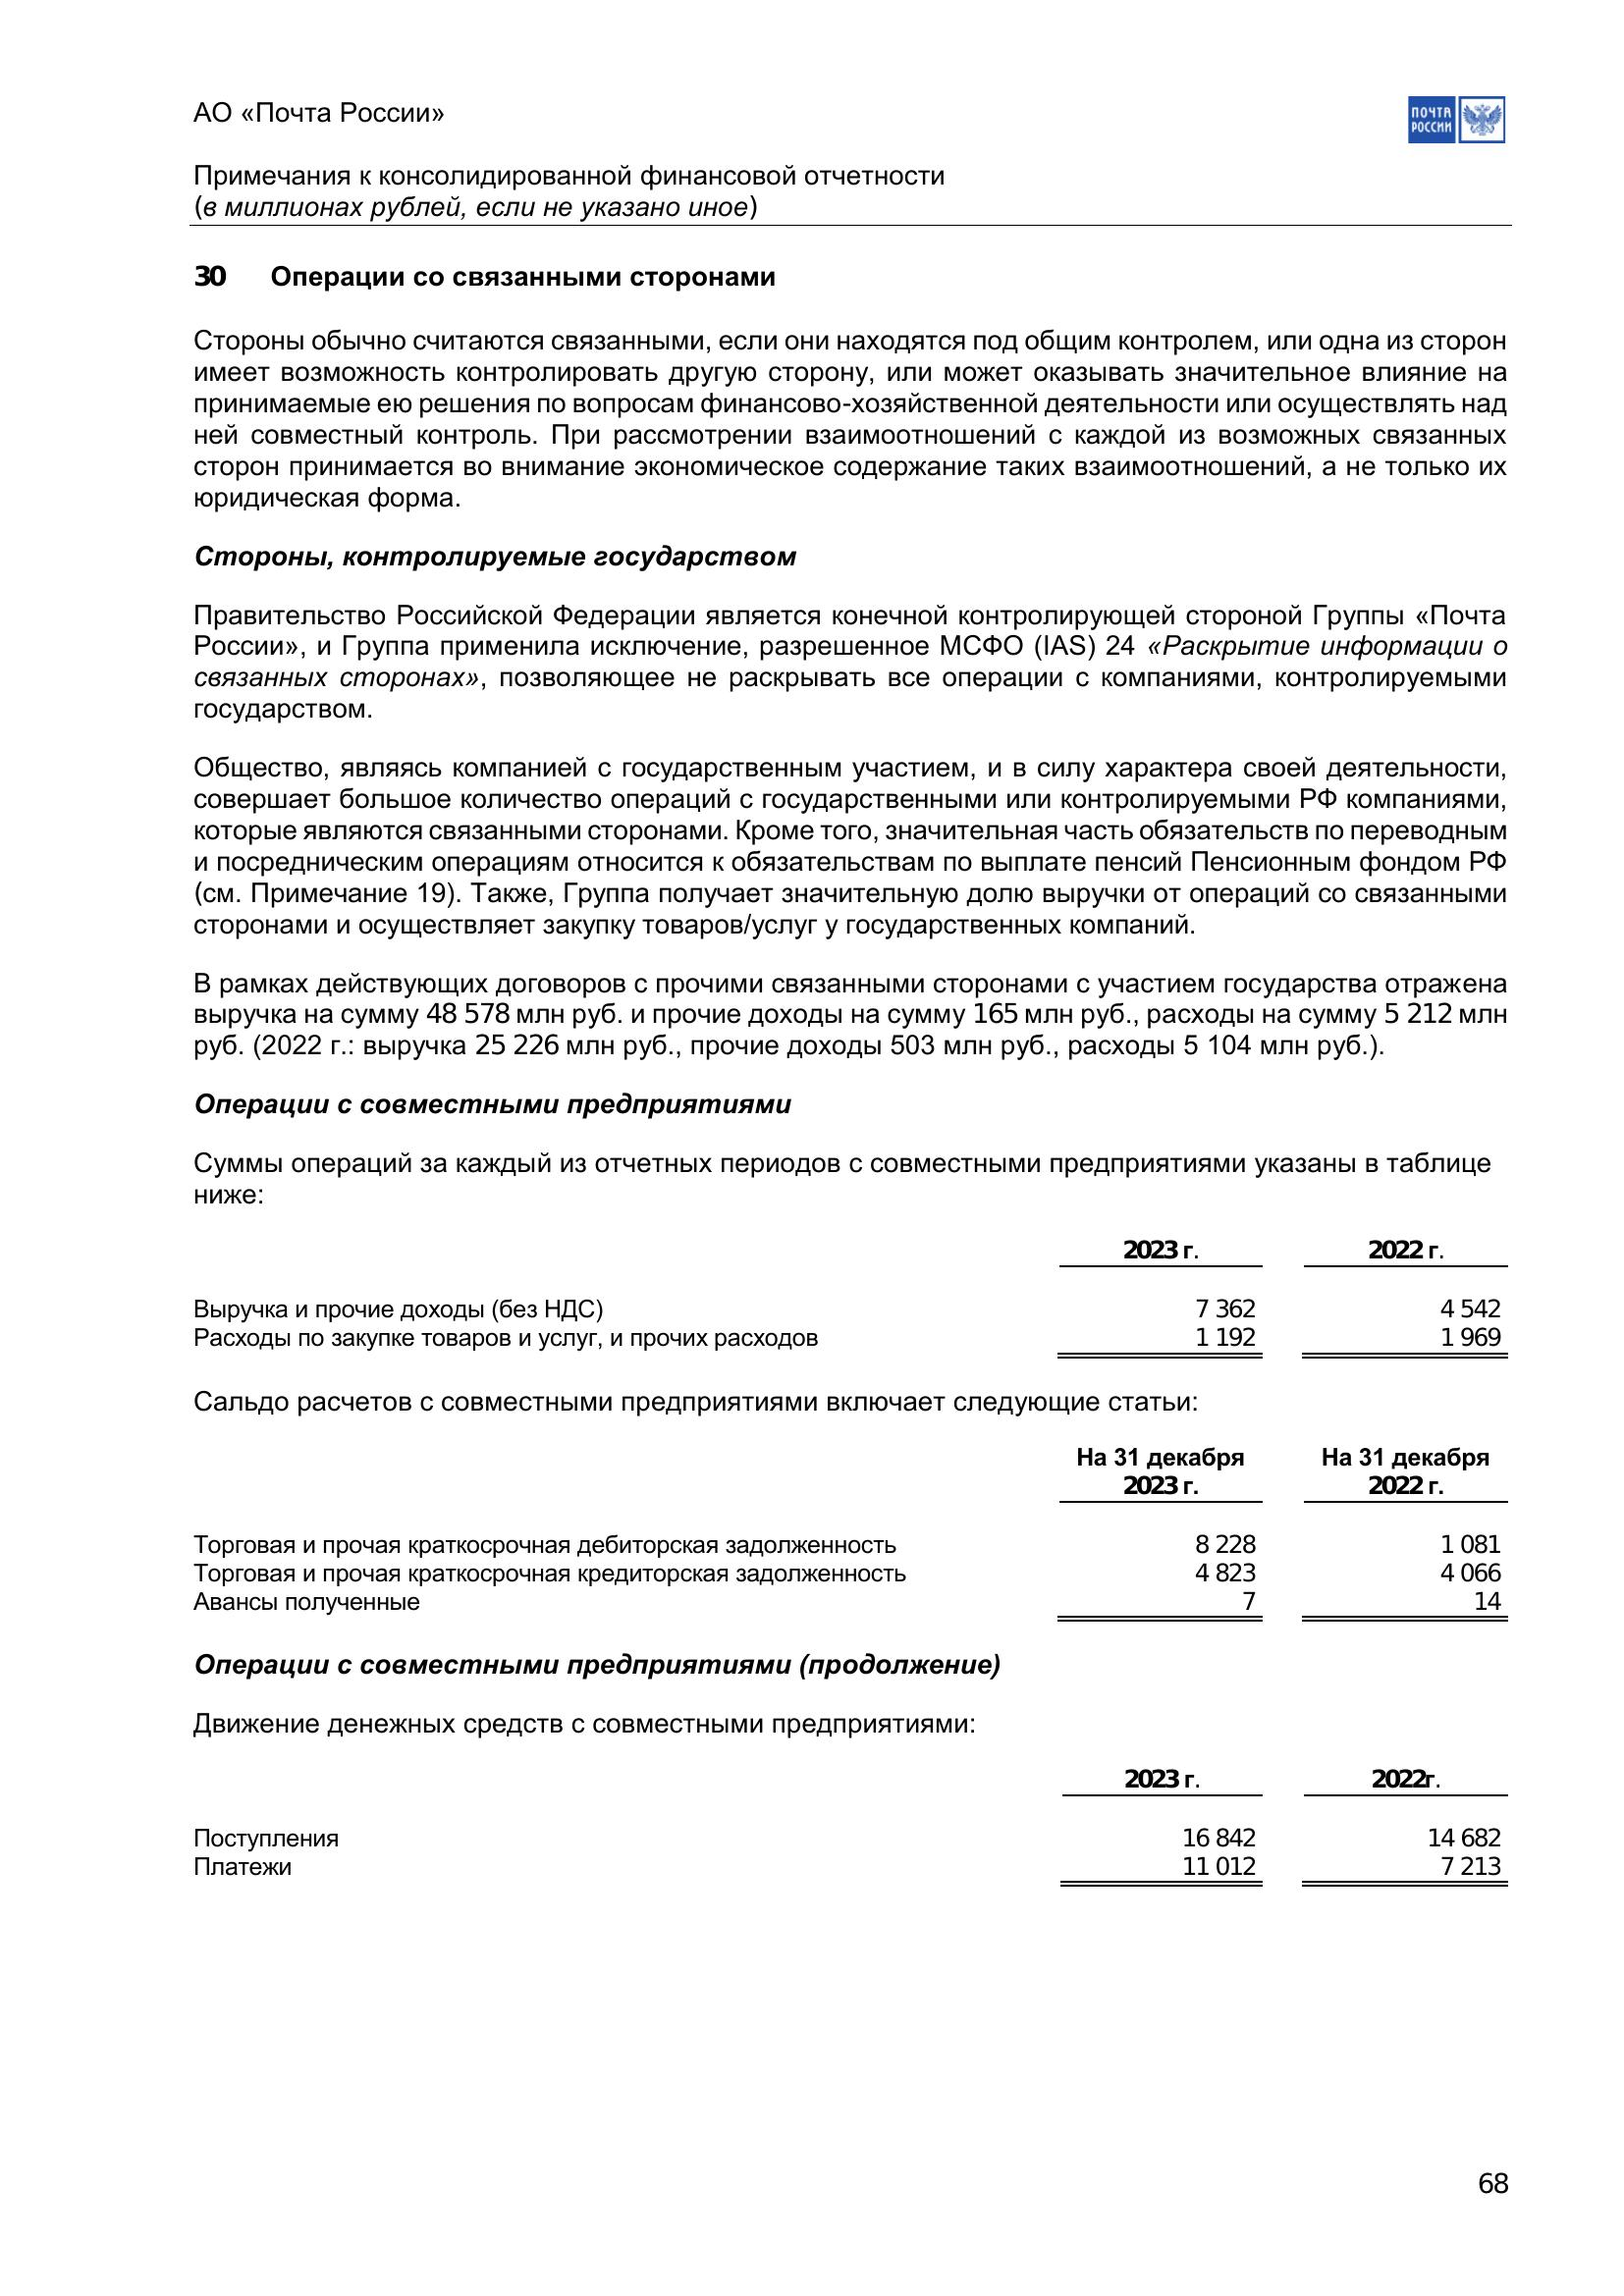 АО «Почта России»
ПОЧТА
РОССИИ
Примечания к консолидированной финансовой отчетности
(в миллионах рублей, если не указано иное)
30 Операции со связанными сторонами
Стороны обычно считаются связанными, если они находятся под общим контролем, или одна из сторон
имеет возможность контролировать другую сторону, или может оказывать значительное влияние на
принимаемые ею решения по вопросам финансово-хозяйственной деятельности или осуществлять над
ней совместный контроль. При рассмотрении взаимоотношений с каждой из возможных связанных
сторон принимается во внимание экономическое содержание таких взаимоотношений, а не только их
юридическая форма.
Стороны, контролируемые государством
Правительство Российской Федерации является конечной контролирующей стороной Группы «Почта
России», и Группа применила исключение, разрешенное МСФО (IAS) 24 «Раскрытие информации о
связанных сторонах», позволяющее не раскрывать все операции с компаниями, контролируемыми
государством.
Общество, являясь компанией с государственным участием, и в силу характера своей деятельности,
совершает большое количество операций с государственными или контролируемыми РФ компаниями,
которые являются связанными сторонами. Кроме того, значительная часть обязательств по переводным
и посредническим операциям относится к обязательствам по выплате пенсий Пенсионным фондом РФ
(см. Примечание 19). Также, Группа получает значительную долю выручки от операций со связанными
сторонами и осуществляет закупку товаров/услуг у государственных компаний.
В рамках действующих договоров с прочими связанными сторонами с участием государства отражена
выручка на сумму 48 578 млн руб. и прочие доходы на сумму 165 млн руб., расходы на сумму 5 212 млн
руб. (2022 г.: выручка 25 226 млн руб., прочие доходы 503 млн руб., расходы 5 104 млн руб.).
Операции с совместными предприятиями
Суммы операций за каждый из отчетных периодов с совместными предприятиями указаны в таблице
ниже:
2023 г. 2022 г.
Выручка и прочие доходы (без НДС) 7 362 4 542
Расходы по закупке товаров и услуг, и прочих расходов 1 192 1 969
Сальдо расчетов с совместными предприятиями включает следующие статьи:
На 31 декабря На 31 декабря
2023 г. 2022 г.
Торговая и прочая краткосрочная дебиторская задолженность 8 228 1 081
Торговая и прочая краткосрочная кредиторская задолженность 4 823 4 066
Авансы полученные 7 14
Операции с совместными предприятиями (продолжение)
Движение денежных средств с совместными предприятиями:
2023 г. 2022г.
Поступления 16 842 14 682
Платежи 11 012 7 213
68